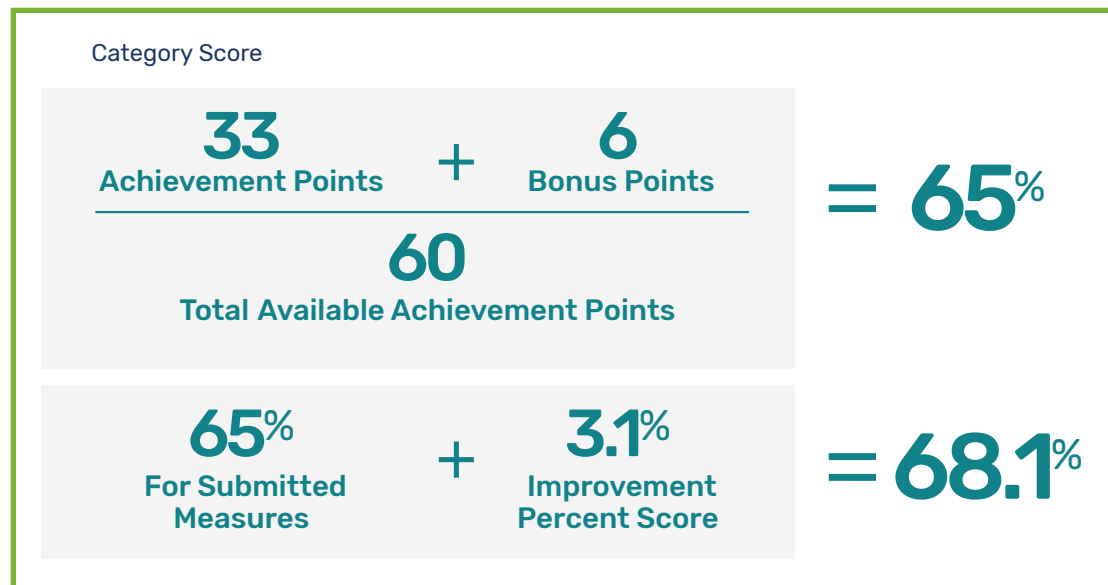 Category Score
33 + 6 = 65%
Achievement Points Bonus Points
60
Total Available Achievement Points
65% + 3.1% = 68.1%
For Submitted Improvement
Measures Percent Score